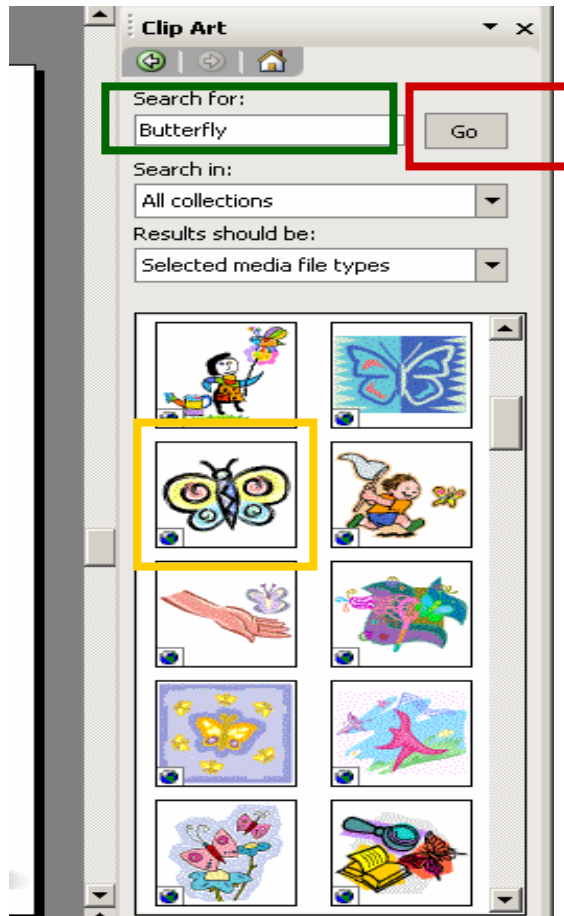 Clip Art
Search for:
Butterfly
Go
Search in:
All collections
Results should be:
Selected media file types